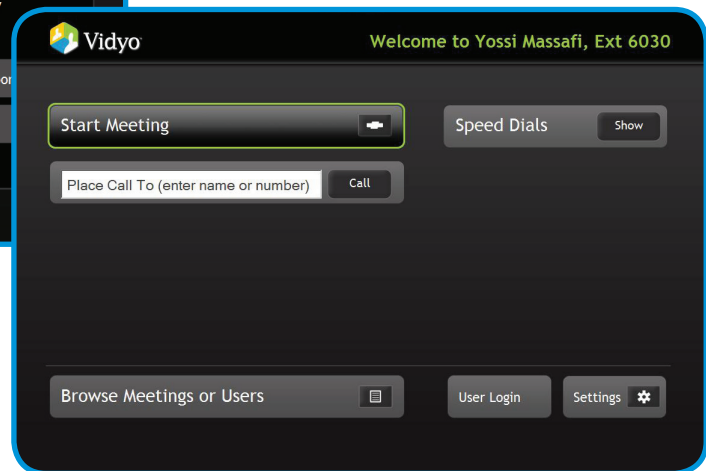 Vidyo
Welcome to Yossi Massafi, Ext 6030
Start Meeting
Speed Dials
Show
Place Call To (enter name or number)
Call
Browse Meetings or Users
User Login
Settings